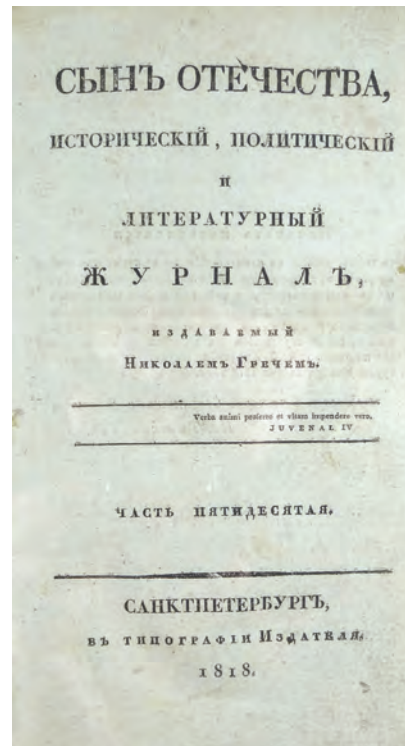 СЫНЪ ОТЕЧЕСТВА,
ИСТОРИЧЕСКІЙ, ПОЛИТИЧЕСКІЙ
И
ЛИТЕРАТУРНЫЙ
ЖУРНАЛЪ,
ИЗДАВАЕМЫЙ
НИКОЛАЕМЪ ГРЕЧЕМЪ.
Verba animi proferre et vitam impendere vero.
JUVENAL IV
ЧАСТЬ ПЯТИДЕСЯТАЯ.
САНКТПЕТЕРБУРГЪ,
ВЪ ТИПОГРАФІИ ИЗДАТЕЛЯ.
1818.